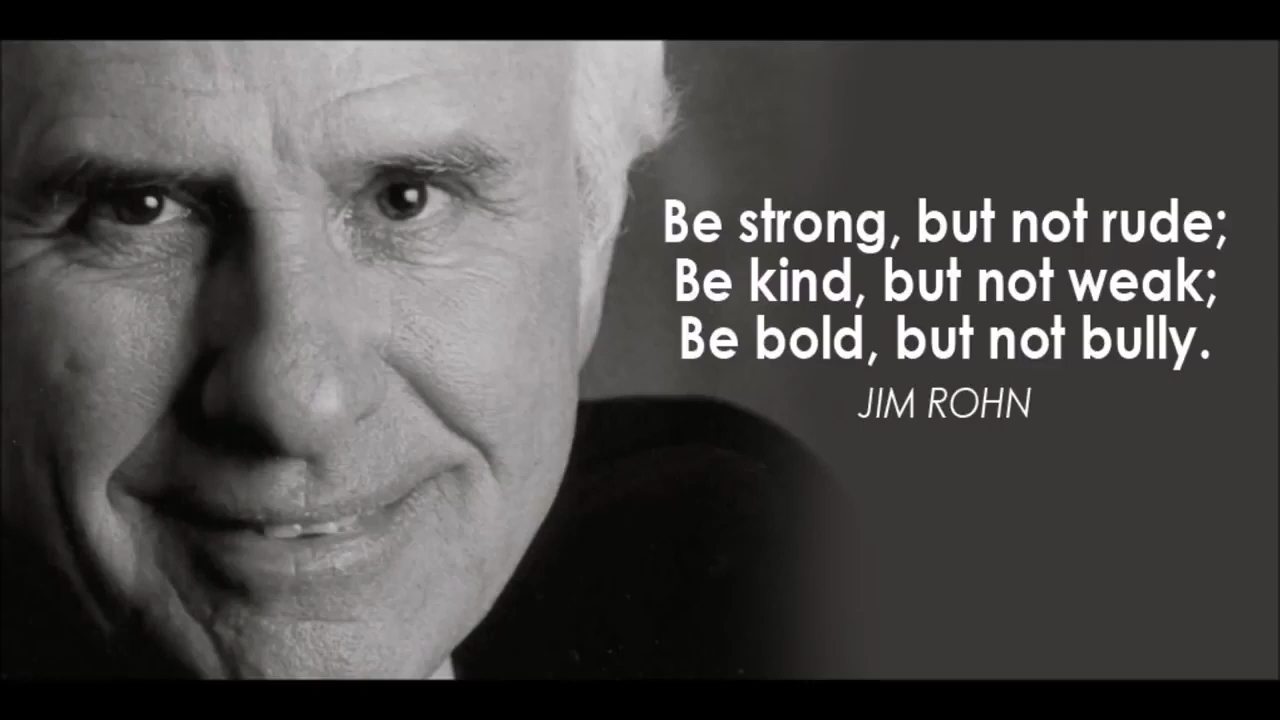 Be strong, but not rude;
Be kind, but not weak;
Be bold, but not bully.
JIM ROHN